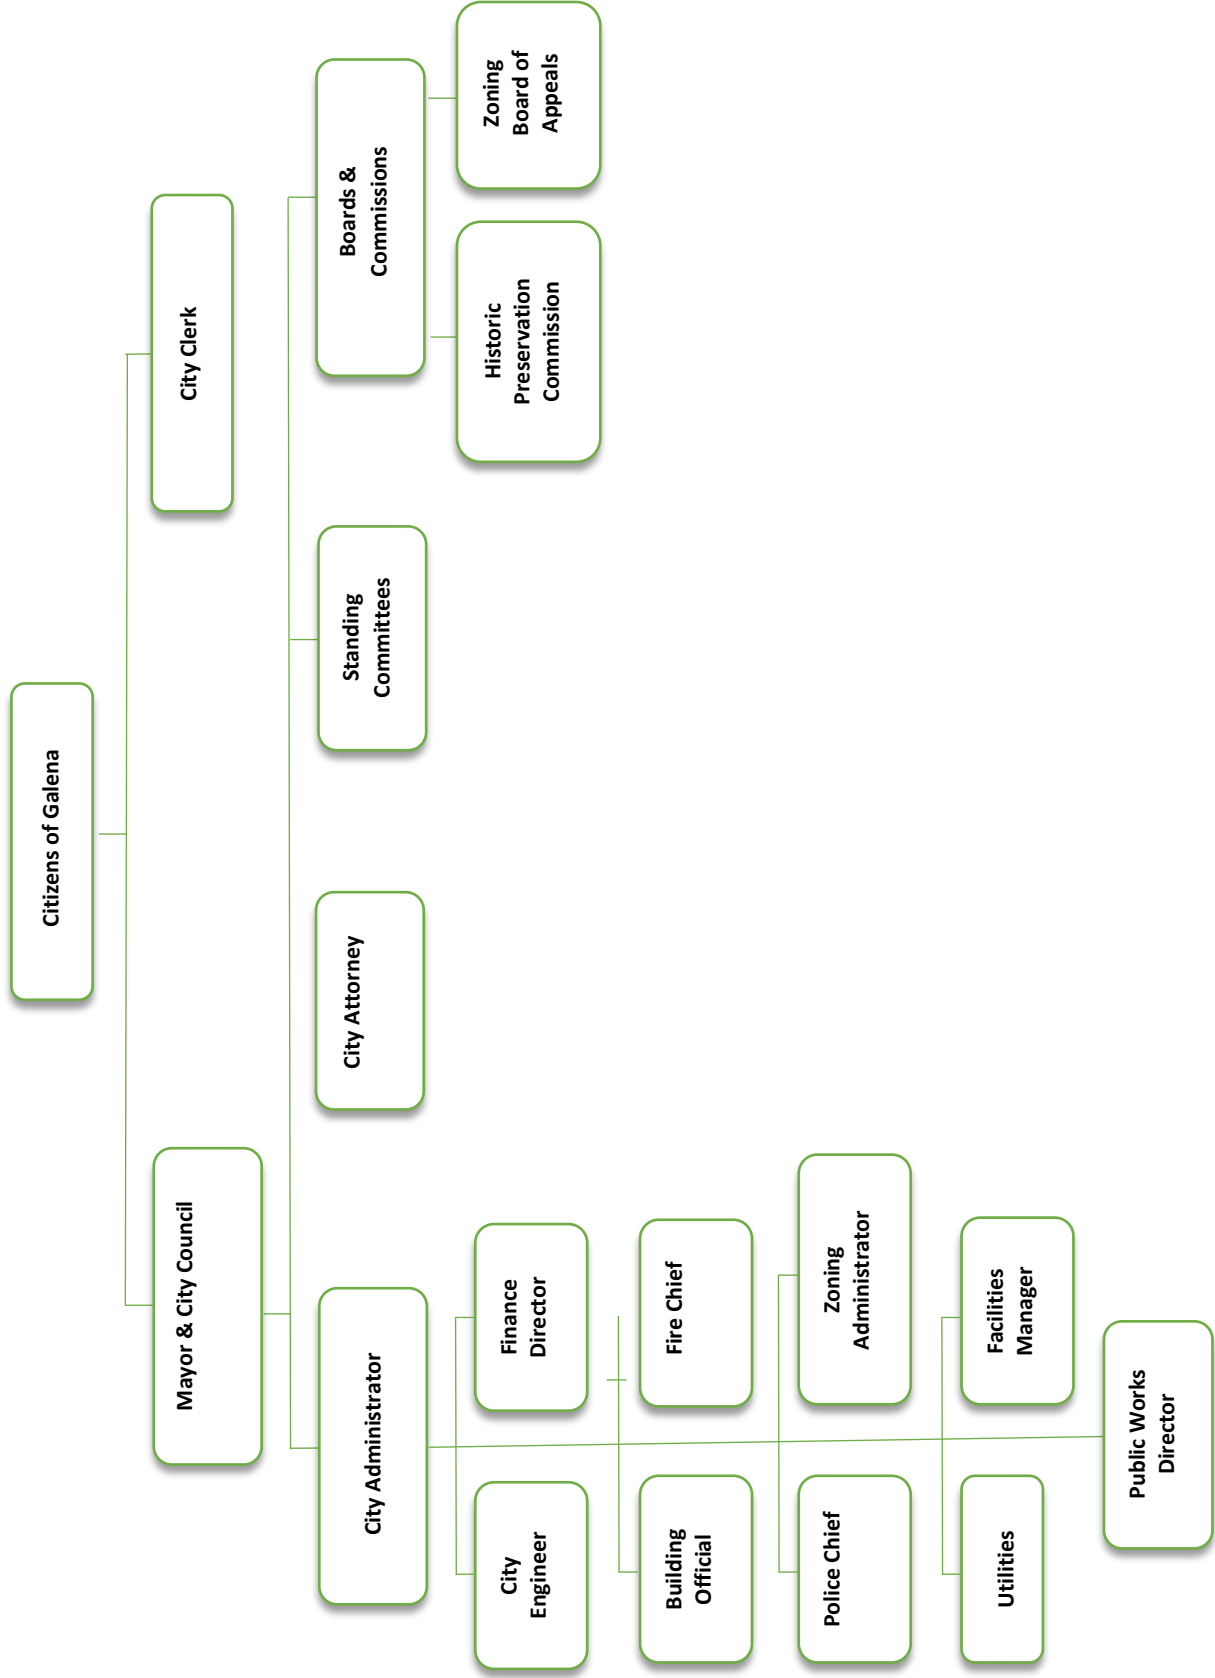 Citizens of Galena
Mayor & City Council
City Clerk
City Administrator
City Attorney
Standing
Committees
Boards &
Commissions
Historic
Preservation
Commission
Zoning
Board of
Appeals
City
Engineer
Finance
Director
Building
Official
Fire Chief
Police Chief
Zoning
Administrator
Utilities
Facilities
Manager
Public Works
Director